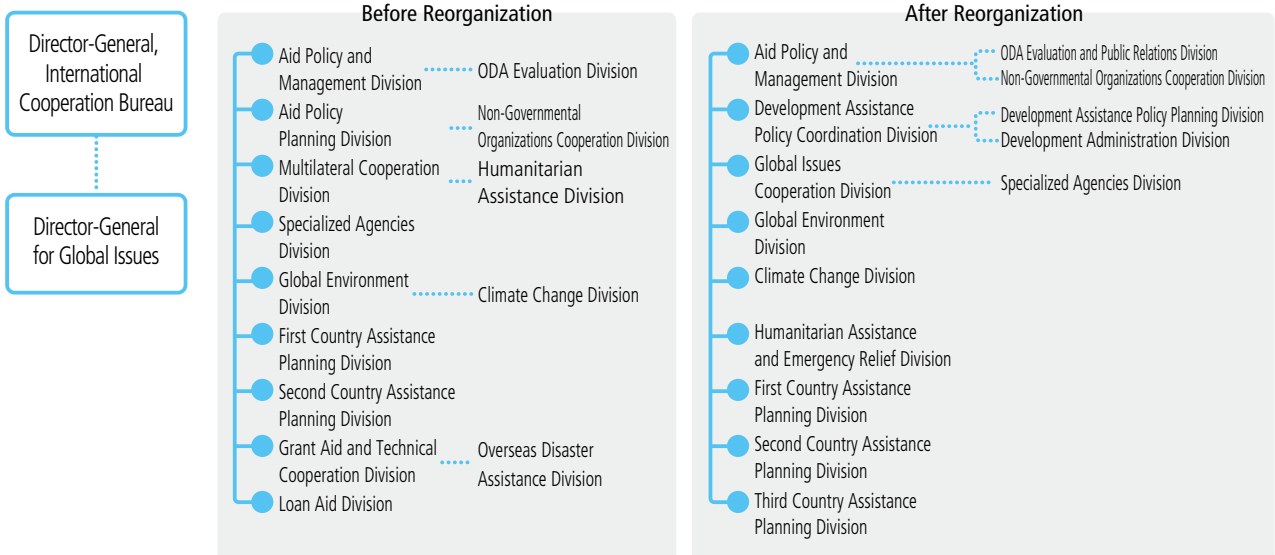 Director-General,
International
Cooperation Bureau
Director-General
for Global Issues
Before Reorganization
Aid Policy and
Management Division
ODA Evaluation Division
Aid Policy
Planning Division
Non-Governmental
Organizations Cooperation Division
Multilateral Cooperation
Division
Humanitarian
Assistance Division
Specialized Agencies
Division
Global Environment
Division
Climate Change Division
First Country Assistance
Planning Division
Second Country Assistance
Planning Division
Grant Aid and Technical
Cooperation Division
Overseas Disaster
Assistance Division
Loan Aid Division
After Reorganization
Aid Policy and
Management Division
ODA Evaluation and Public Relations Division
Non-Governmental Organizations Cooperation Division
Development Assistance
Policy Coordination Division
Development Assistance Policy Planning Division
Development Administration Division
Global Issues
Cooperation Division
Specialized Agencies Division
Global Environment
Division
Climate Change Division
Humanitarian Assistance
and Emergency Relief Division
First Country Assistance
Planning Division
Second Country Assistance
Planning Division
Third Country Assistance
Planning Division